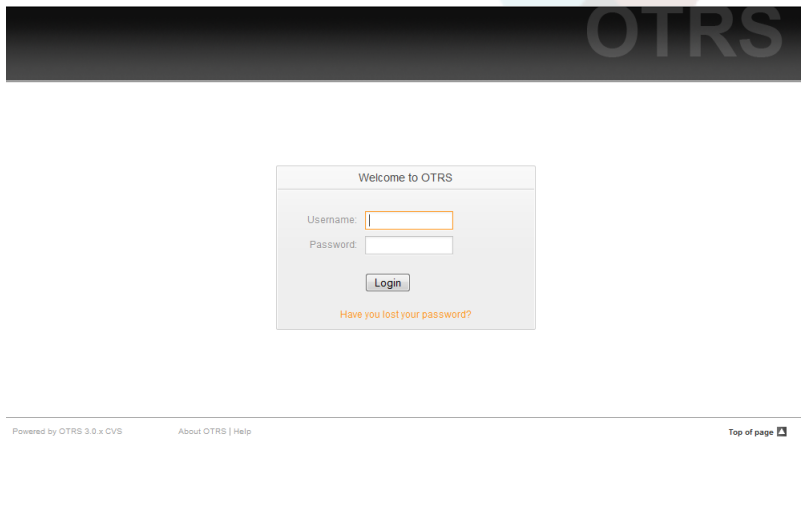 OTRS
Welcome to OTRS
Username:
Password:
Login
Have you lost your password?
Powered by OTRS 3.0.x CVS About OTRS | Help Top of page